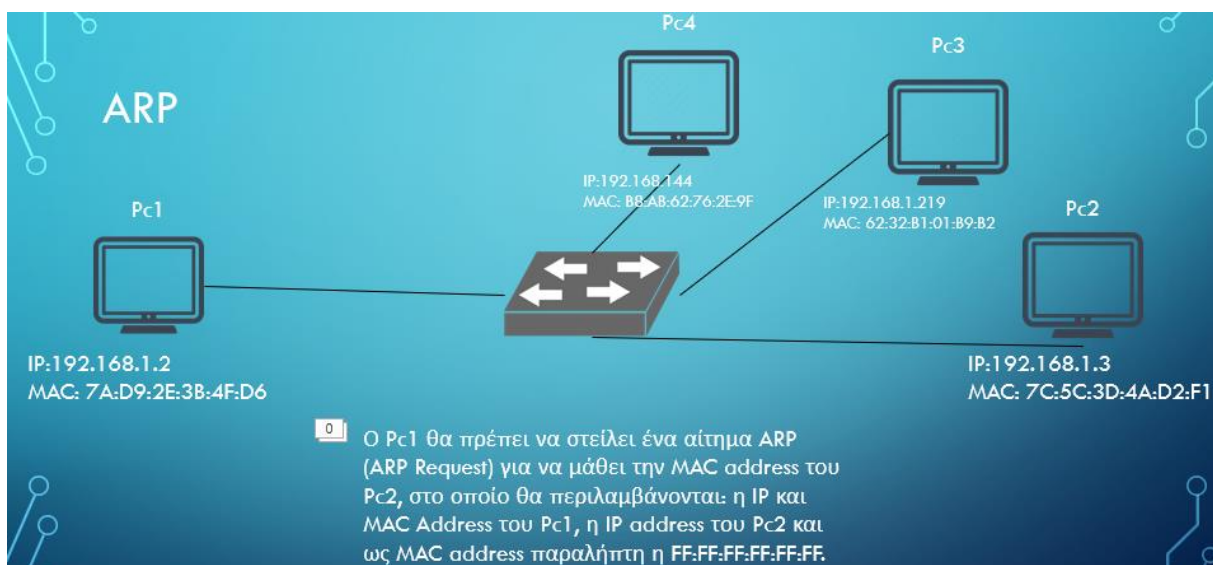 Pc4
Pc3
ARP
IP:192.168.144
MAC: B8:AB:62:76:2E:9F
IP:192.168.1.219
MAC: 62:32:B1:01:B9:B2
Pc1
Pc2
IP:192.168.1.2
MAC: 7A:D9:2E:3B:4F:D6
IP:192.168.1.3
MAC: 7C:5C:3D:4A:D2:F1
0
Ο Pc1 θα πρέπει να στείλει ένα αίτημα ARP
(ARP Request) για να μάθει την MAC address του
Pc2, στο οποίο θα περιλαμβάνονται: η IP και
MAC Address του Pc1, η IP address του Pc2 και
ως MAC address παραλήπτη η FF:FF:FF:FF:FF:FF.